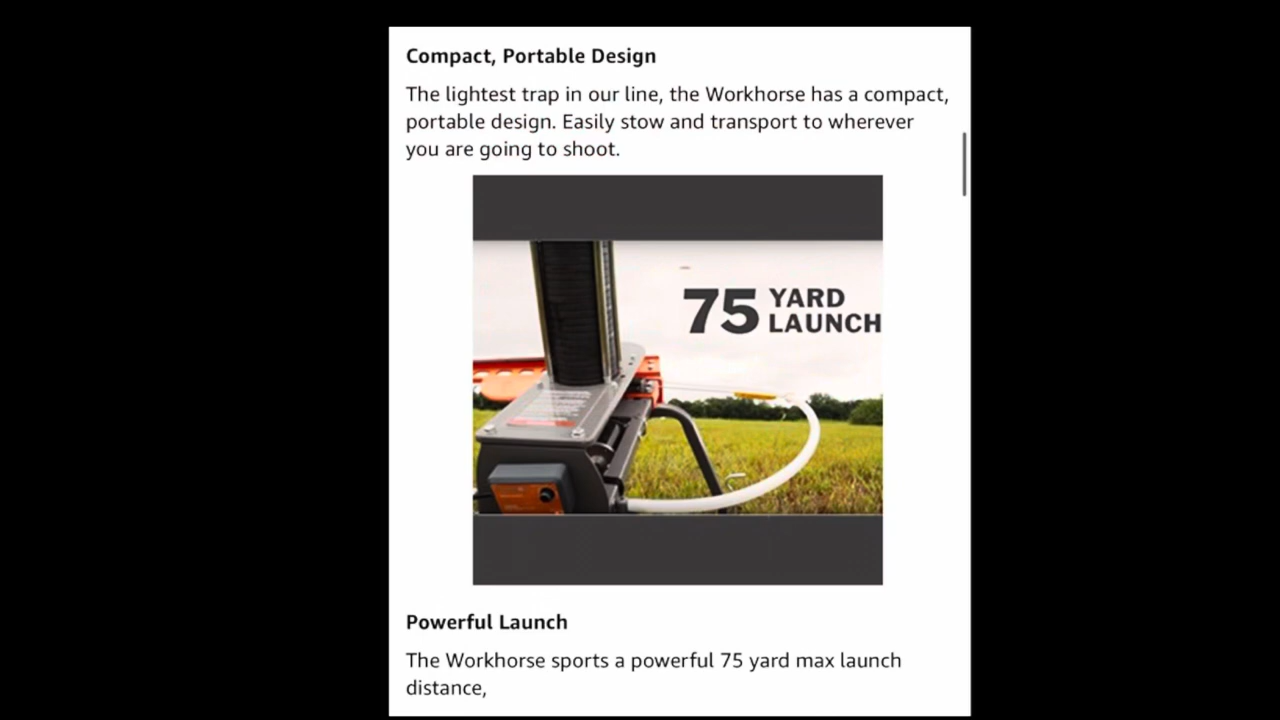 Compact, Portable Design
The lightest trap in our line, the Workhorse has a compact,
portable design. Easily stow and transport to wherever
you are going to shoot.
75 YARD
LAUNCH
Powerful Launch
The Workhorse sports a powerful 75 yard max launch
distance,